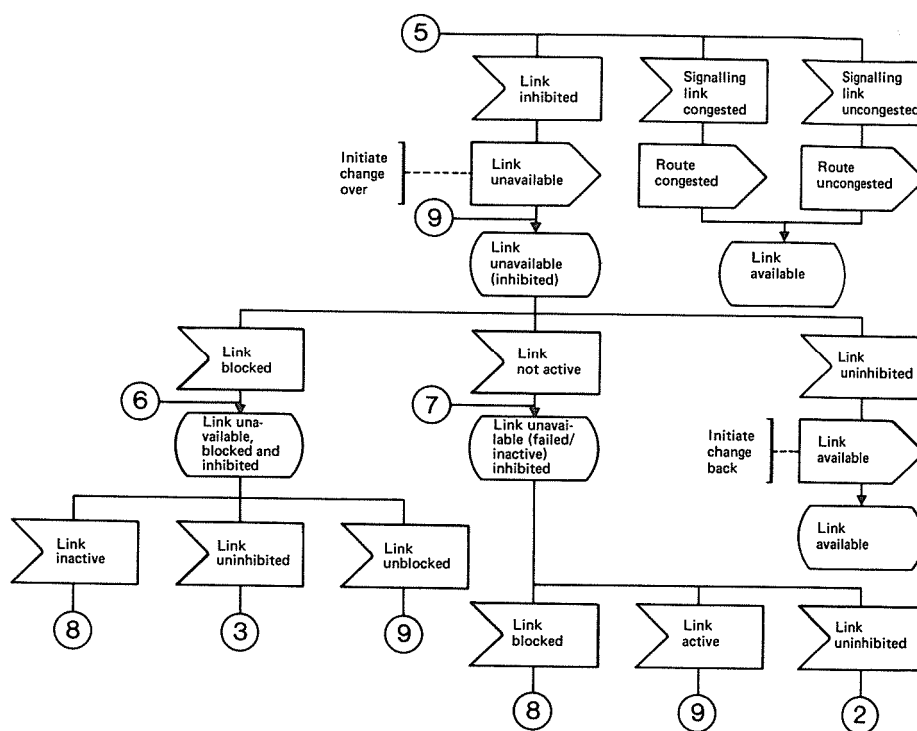 5
Link
inhibited
Signalling
link
congested
Signalling
link
uncongested
Initiate
change
over
Link
unavailable
Route
congested
Route
uncongested
9
Link
unavailable
(inhibited)
Link
available
Link
blocked
Link
not active
Link
uninhibited
6
7
Link una-
vailable,
blocked and
inhibited
Link unavai-
lable (failed/
inactive)
inhibited
Initiate
change
back
Link
available
Link
available
Link
inactive
Link
uninhibited
Link
unblocked
8
3
9
Link
blocked
Link
active
Link
uninhibited
8
9
2